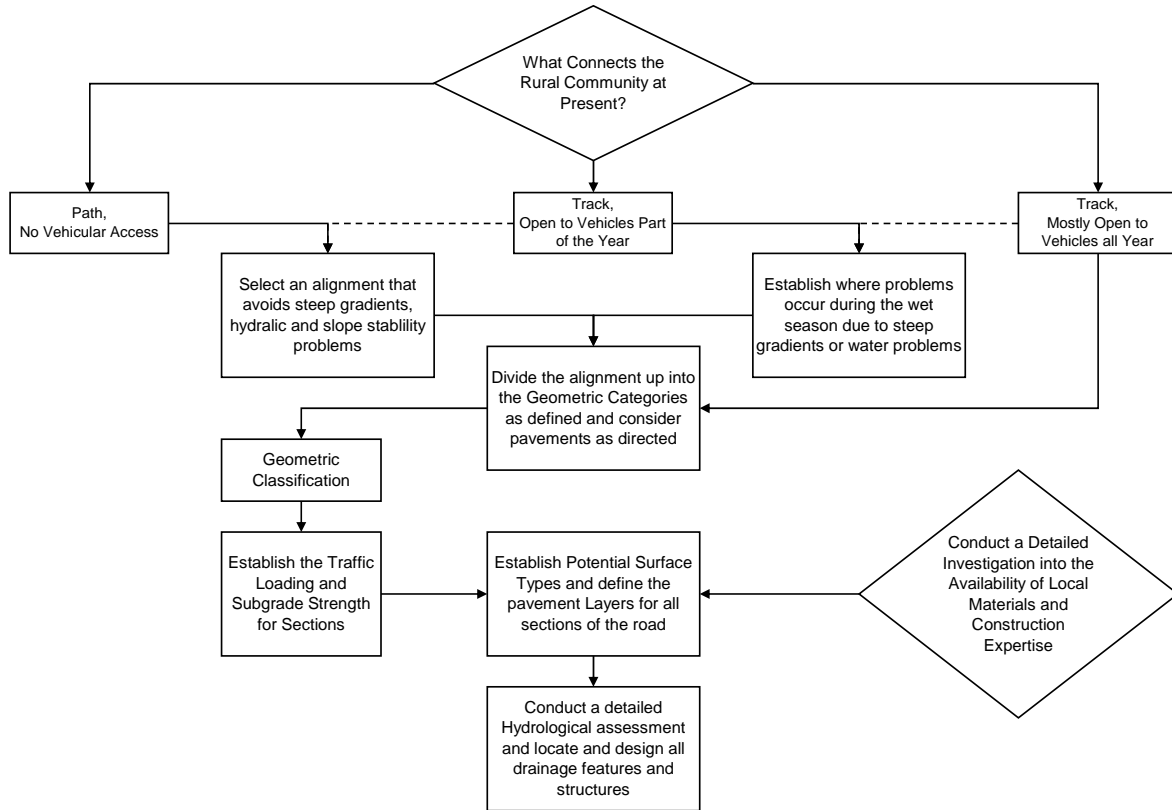 What Connects the
Rural Community at
Present?
Path,
No Vehicular Access
Track,
Open to Vehicles Part
of the Year
Track,
Mostly Open to
Vehicles all Year
Select an alignment that
avoids steep gradients,
hydralic and slope stablility
problems
Establish where problems
occur during the wet
season due to steep
gradients or water problems
Divide the alignment up into
the Geometric Categories
as defined and consider
pavements as directed
Geometric
Classification
Establish the Traffic
Loading and
Subgrade Strength
for Sections
Establish Potential Surface
Types and define the
pavement Layers for all
sections of the road
Conduct a Detailed
Investigation into the
Availability of Local
Materials and
Construction
Expertise
Conduct a detailed
Hydrological assessment
and locate and design all
drainage features and
structures